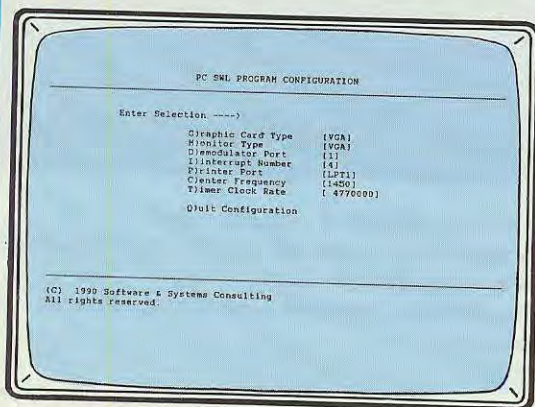 PC SWL PROGRAM CONFIGURATION
Enter Selection ---->
G)raphic Card Type [VGA]
M)onitor Type [VGA]
D)emodulator Port [1]
I)interrupt Number [4]
P)rinter Port [LPT1]
C)enter Frequency [1450]
T)imer Clock Rate [ 4770000]
Q)uit Configuration
(C) 1990 Software & Systems Consulting
All rights reserved.